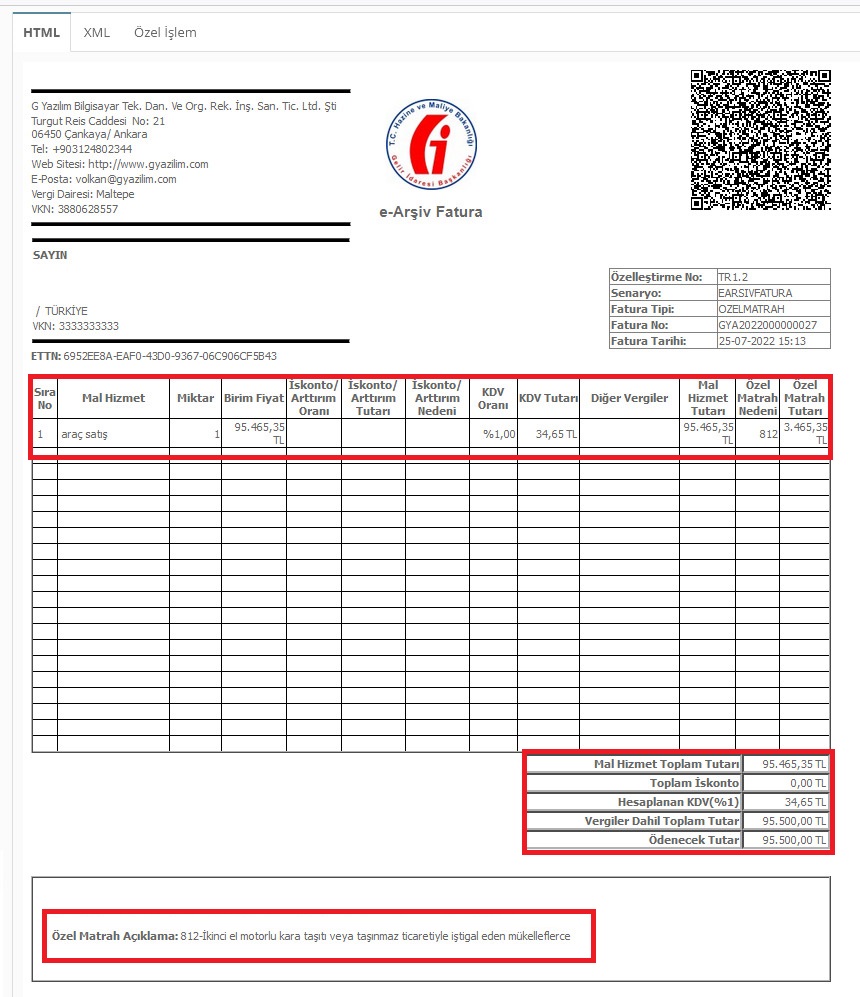 HTML
XML
Özel İşlem
G Yazılım Bilgisayar Tek. Dan. Ve Org. Rek. İnş. San. Tic. Ltd. Şti
Turgut Reis Caddesi No: 21
06450 Çankaya/ Ankara
Tel: +903124802344
Web Sitesi: http://www.gyazilim.com
E-Posta: volkan@gyazilim.com
Vergi Dairesi: Maltepe
VKN: 3880628557
T.C. Hazine ve Maliye Bakanlığı
Gelir İdaresi Başkanlığı
e-Arşiv Fatura
SAYIN
/ TÜRKİYE
VKN: 3333333333
Özelleştirme No: TR1.2
Senaryo: EARSIVFATURA
Fatura Tipi: OZELMATRAH
Fatura No: GYA2022000000027
Fatura Tarihi: 25-07-2022 15:13
ETTN: 6952EE8A-EAF0-43D0-9367-06C906CF5B43
Sıra No Mal Hizmet Miktar Birim Fiyat İskonto/ Arttırım Oranı İskonto/ Arttırım Tutarı İskonto/ Arttırım Nedeni KDV Oranı KDV Tutarı Diğer Vergiler Mal Hizmet Tutarı Özel Matrah Nedeni Özel Matrah Tutarı
1 araç satış 1 95.465,35 TL %1,00 34,65 TL 95.465,35 TL 812 3.465,35 TL
Mal Hizmet Toplam Tutarı 95.465,35 TL
Toplam İskonto 0,00 TL
Hesaplanan KDV(%1) 34,65 TL
Vergiler Dahil Toplam Tutar 95.500,00 TL
Ödenecek Tutar 95.500,00 TL
Özel Matrah Açıklama: 812-İkinci el motorlu kara taşıtı veya taşınmaz ticaretiyle iştigal eden mükelleflerce